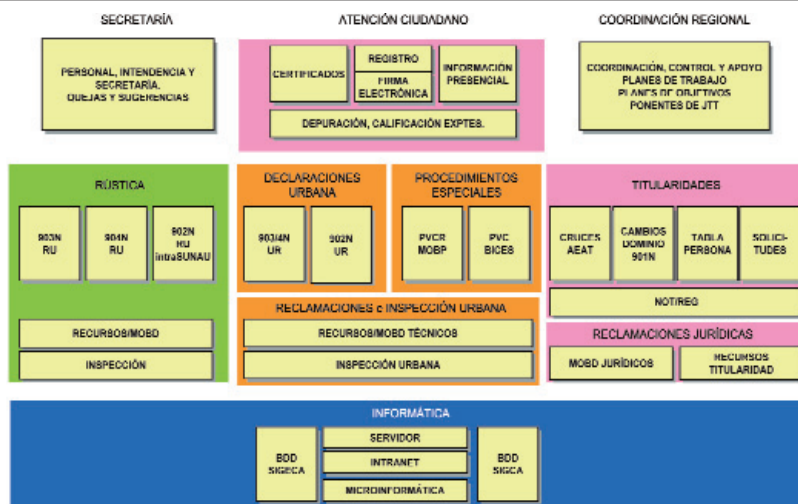 SECRETARÍA
PERSONAL, INTENDENCIA Y
SECRETARÍA.
QUEJAS Y SUGERENCIAS
ATENCIÓN CIUDADANO
CERTIFICADOS
REGISTRO
FIRMA
ELECTRÓNICA
INFORMACIÓN
PRESENCIAL
DEPURACIÓN, CALIFICACIÓN EXPTES.
COORDINACIÓN REGIONAL
COORDINACIÓN, CONTROL Y APOYO
PLANES DE TRABAJO
PLANES DE OBJETIVOS
PONENTES DE JTT
RÚSTICA
903N
RU
904N
RU
902N
RU
intraSUNAU
RECURSOS/MOBD
INSPECCIÓN
DECLARACIONES
URBANA
903/4N
UR
902N
UR
PROCEDIMIENTOS
ESPECIALES
PVCR
MOBP
PVC
BICES
RECLAMACIONES e INSPECCIÓN URBANA
RECURSOS/MOBD TÉCNICOS
INSPECCIÓN URBANA
TITULARIDADES
CRUCES
AEAT
CAMBIOS
DOMINIO
901N
TABLA
PERSONA
SOLICI-
TUDES
NOT/REG
RECLAMACIONES JURÍDICAS
MOBD JURÍDICOS
RECURSOS
TITULARIDAD
INFORMÁTICA
BDD
SIGECA
SERVIDOR
INTRANET
MICROINFORMÁTICA
BDD
SIGCA